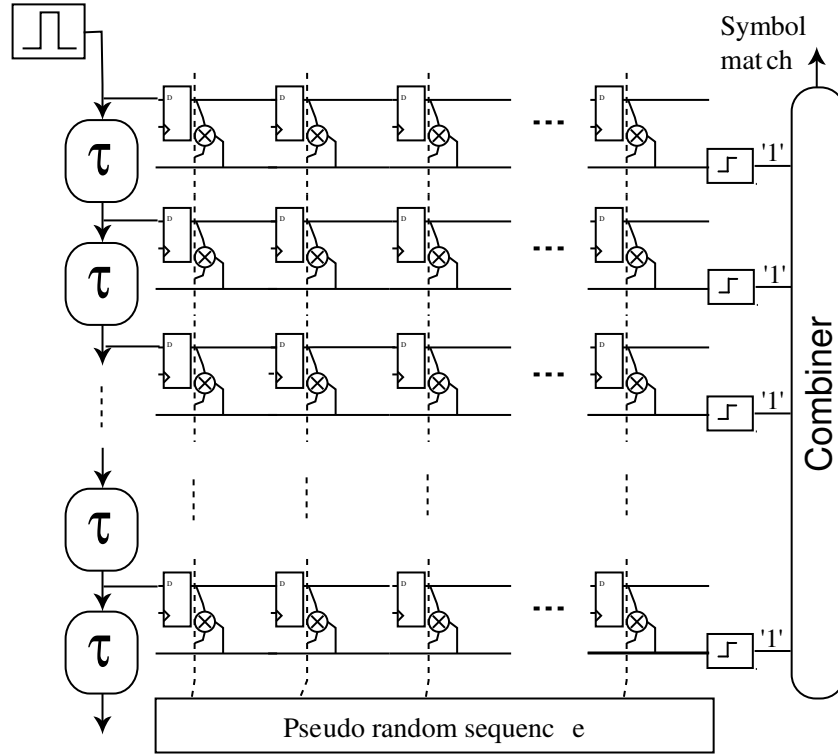 Symbol
mat ch
D D D D
τ
'1'
D D D D
τ
'1'
D D D D
'1'
Combiner
τ
D D D D
τ
'1'
Pseudo random sequenc e